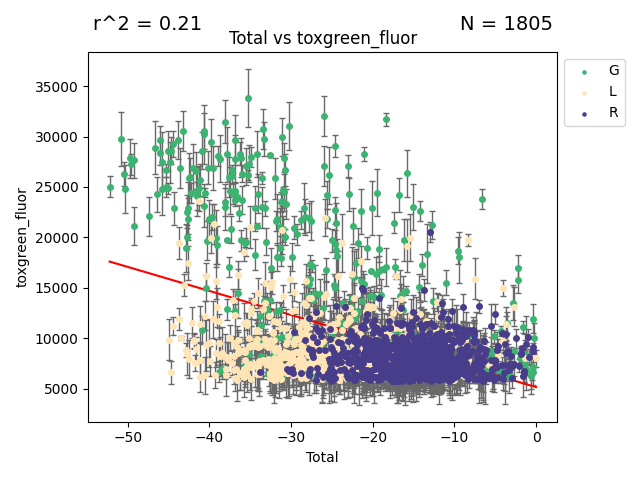 r^2 = 0.21
N = 1805
Total vs toxgreen_fluor
35000
30000
25000
20000
15000
10000
5000
toxgreen_fluor
−50
−40
−30
−20
−10
0
Total
G
L
R